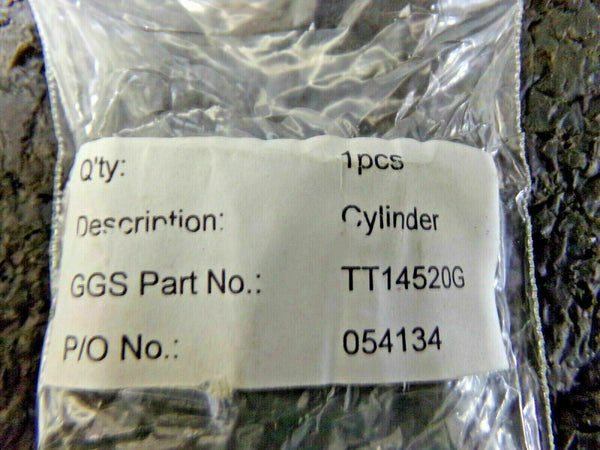 Q'ty: 1pcs
Description: Cylinder
GGS Part No.: TT14520G
P/O No.: 054134